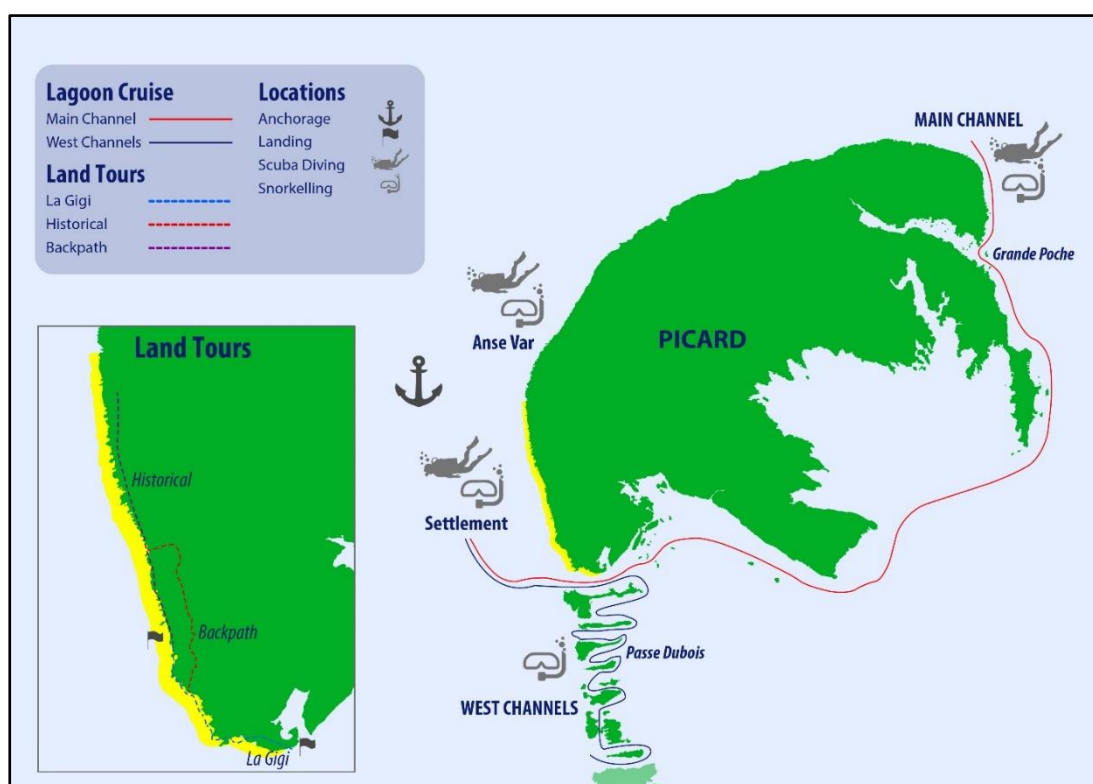 Lagoon Cruise
Main Channel
West Channels
Land Tours
La Gigi
Historical
Backpath
Locations
Anchorage
Landing
Scuba Diving
Snorkelling
MAIN CHANNEL
Grande Poche
Anse Var
PICARD
Settlement
Passe Dubois
WEST CHANNELS
Land Tours
Historical
Backpath
La Gigi